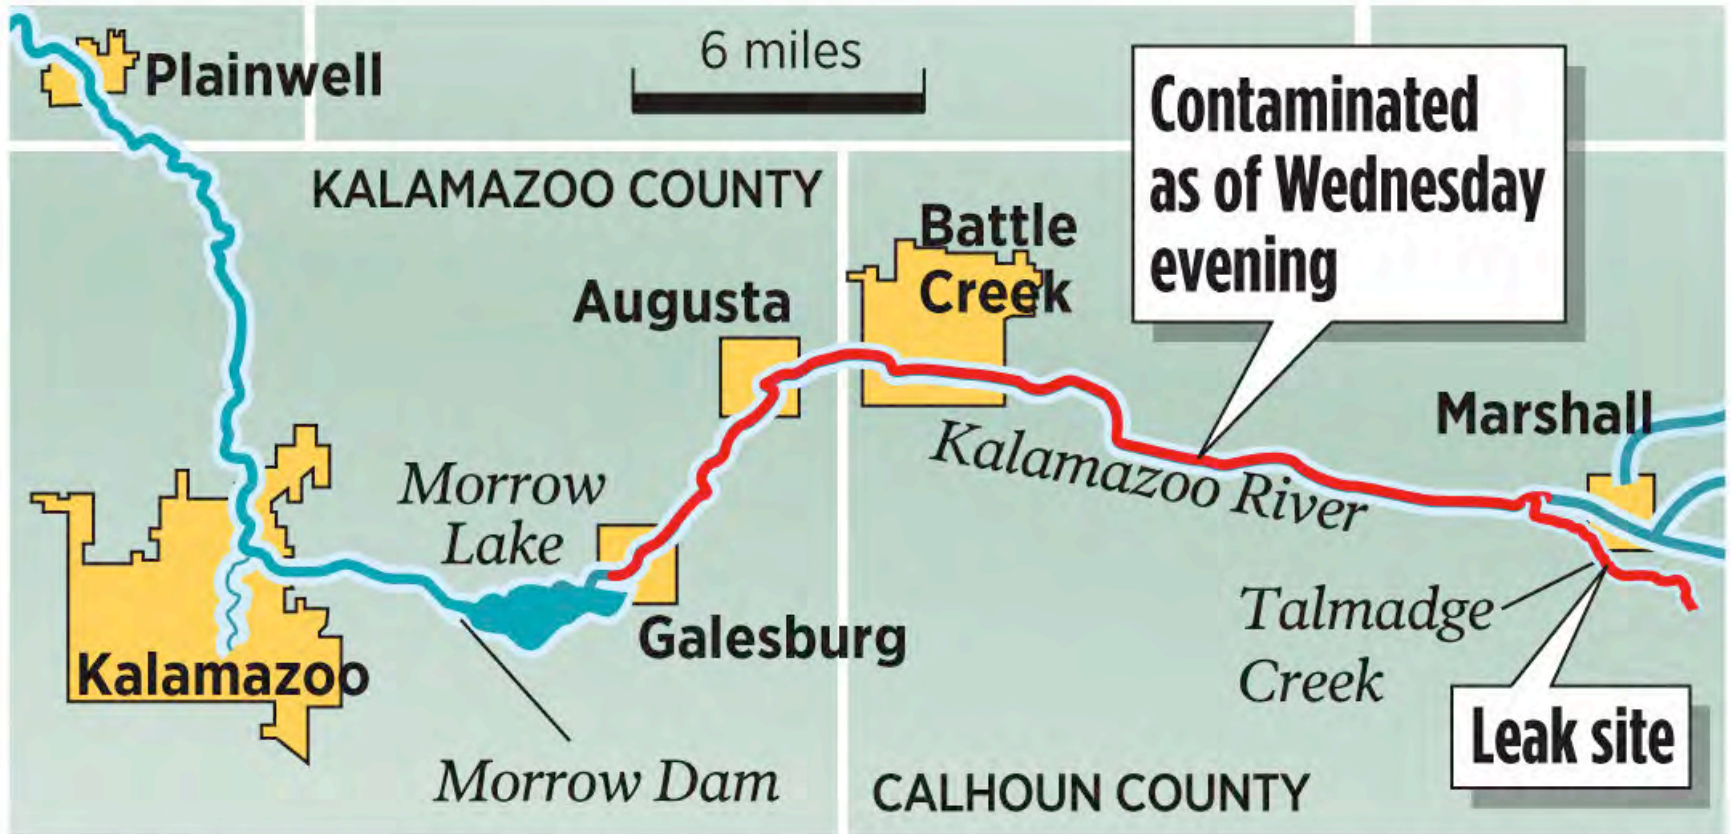 Plainwell
6 miles
Contaminated
as of Wednesday
evening
KALAMAZOO COUNTY
Battle
Creek
Augusta
Marshall
Kalamazoo River
Morrow
Lake
Talmadge
Creek
Galesburg
Kalamazoo
Leak site
Morrow Dam
CALHOUN COUNTY